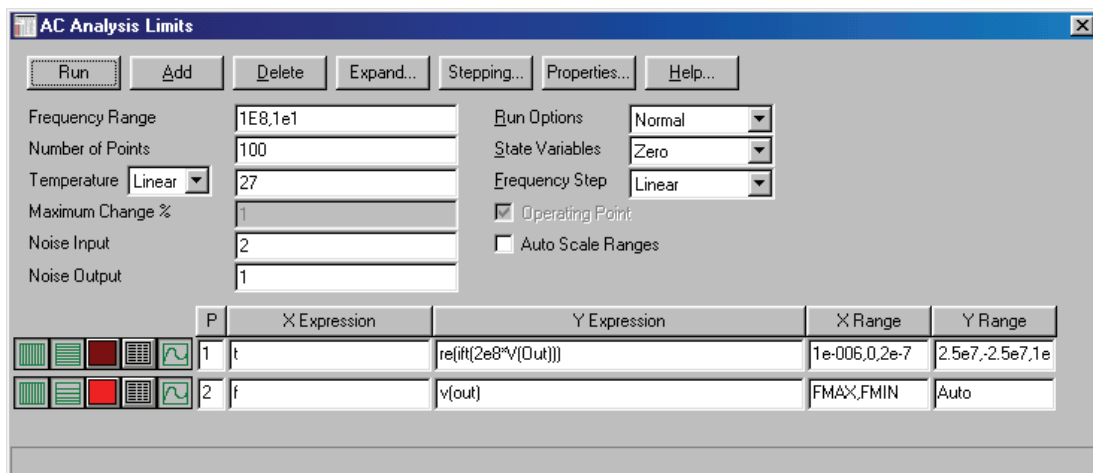 AC Analysis Limits
Run Add Delete Expand... Stepping... Properties... Help...
Frequency Range 1E8,1e1 Run Options Normal
Number of Points 100 State Variables Zero
Temperature Linear 27 Frequency Step Linear
Maximum Change % 1 Operating Point
Noise Input 2 Auto Scale Ranges
Noise Output 1
P X Expression Y Expression X Range Y Range
1 t re(ift(2e8*V(Out))) 1e-006,0,2e-7 2.5e7,-2.5e7,1e
2 f v(out) FMAX,FMIN Auto